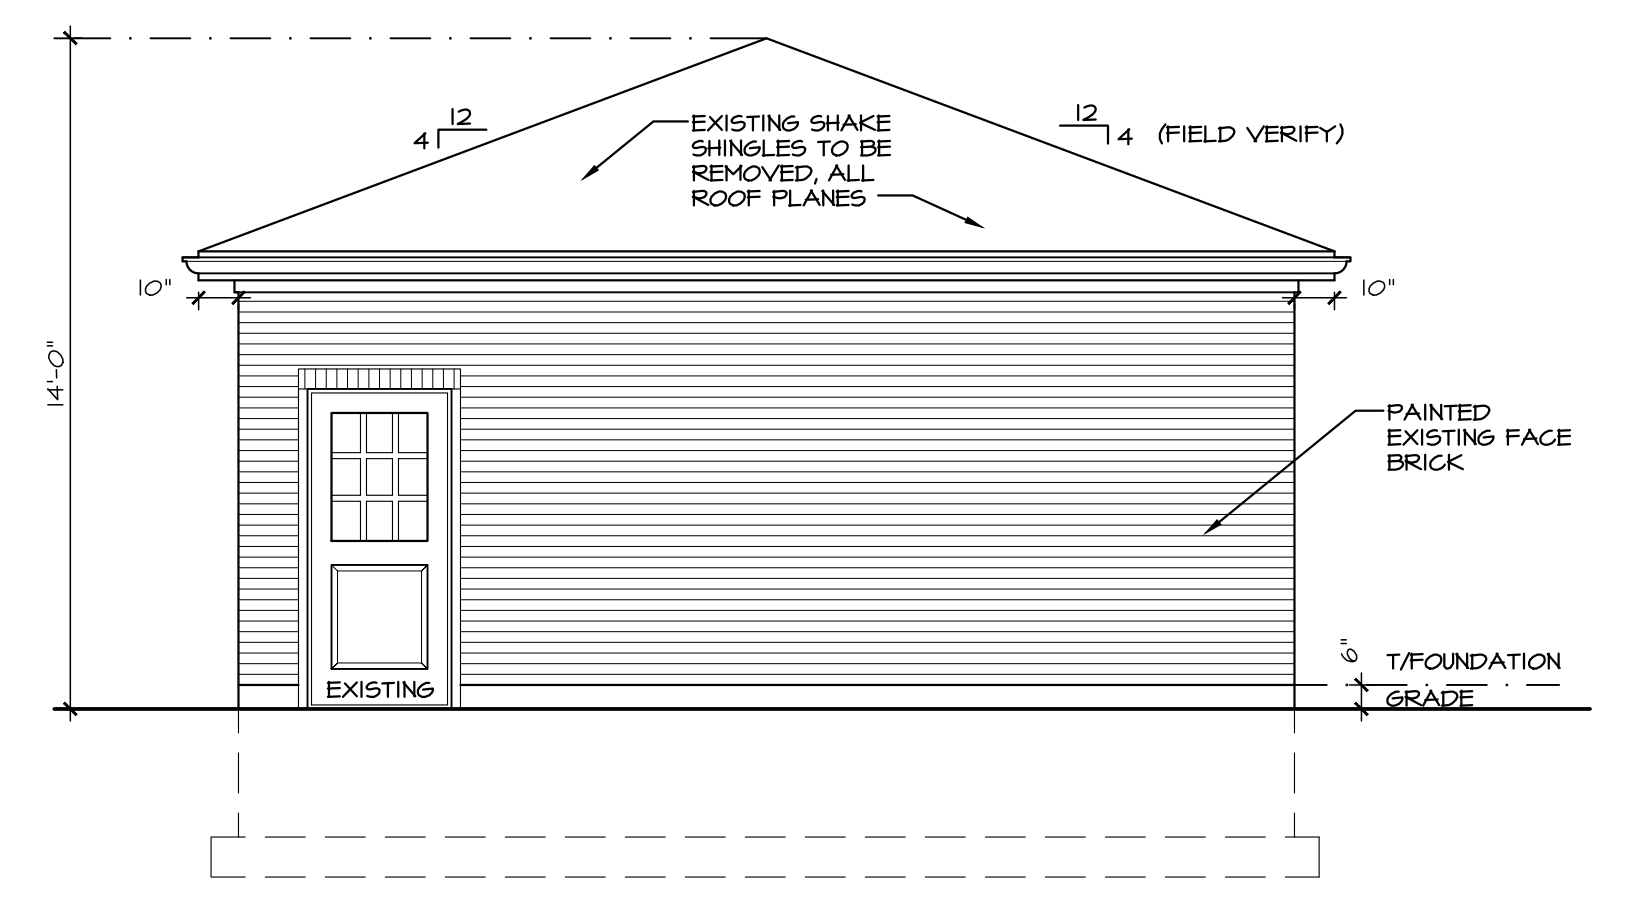 12
4
12
4 (FIELD VERIFY)
EXISTING SHAKE
SHINGLES TO BE
REMOVED, ALL
ROOF PLANES
10"
10"
14'-0"
PAINTED
EXISTING FACE
BRICK
6"
T/FOUNDATION
EXISTING
GRADE